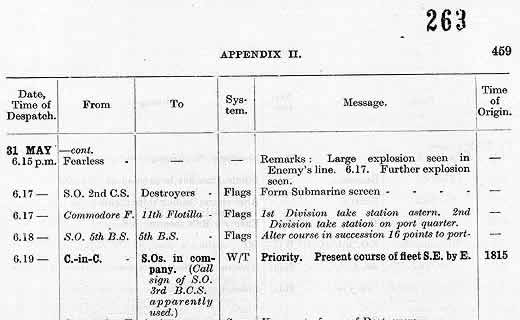 263
APPENDIX II. 459
Date, Time of Despatch. From To Sys- tem. Message. Time of Origin.
31 MAY —cont.
6.15 p.m. Fearless - — — Remarks : Large explosion seen in — 
Enemy's line. 6.17. Further explosion
seen.
6.17 — S.O. 2nd C.S. Destroyers - Flags Form Submarine screen - - - - —
6.17 — Commodore F. 11th Flotilla - Flags 1st Division take station astern. 2nd —
Division take station on port quarter.
6.18 — S.O. 5th B.S. 5th B.S. - Flags Alter course in succession 16 points to port- —
6.19 — C.-in-C. - S.Os. in com- W/T Priority. Present course of fleet S.E. by E. 1815
pany. (Call
sign of S.O.
3rd B.C.S.
apparently
used.)